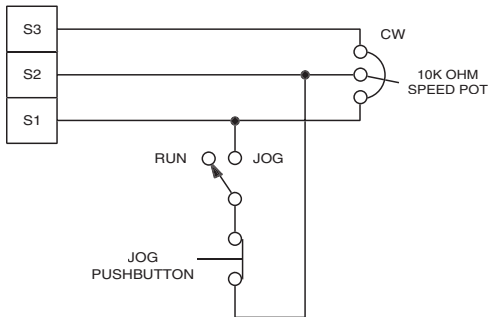 S3
CW
S2
10K OHM
SPEED POT
S1
RUN
JOG
JOG
PUSHBUTTON